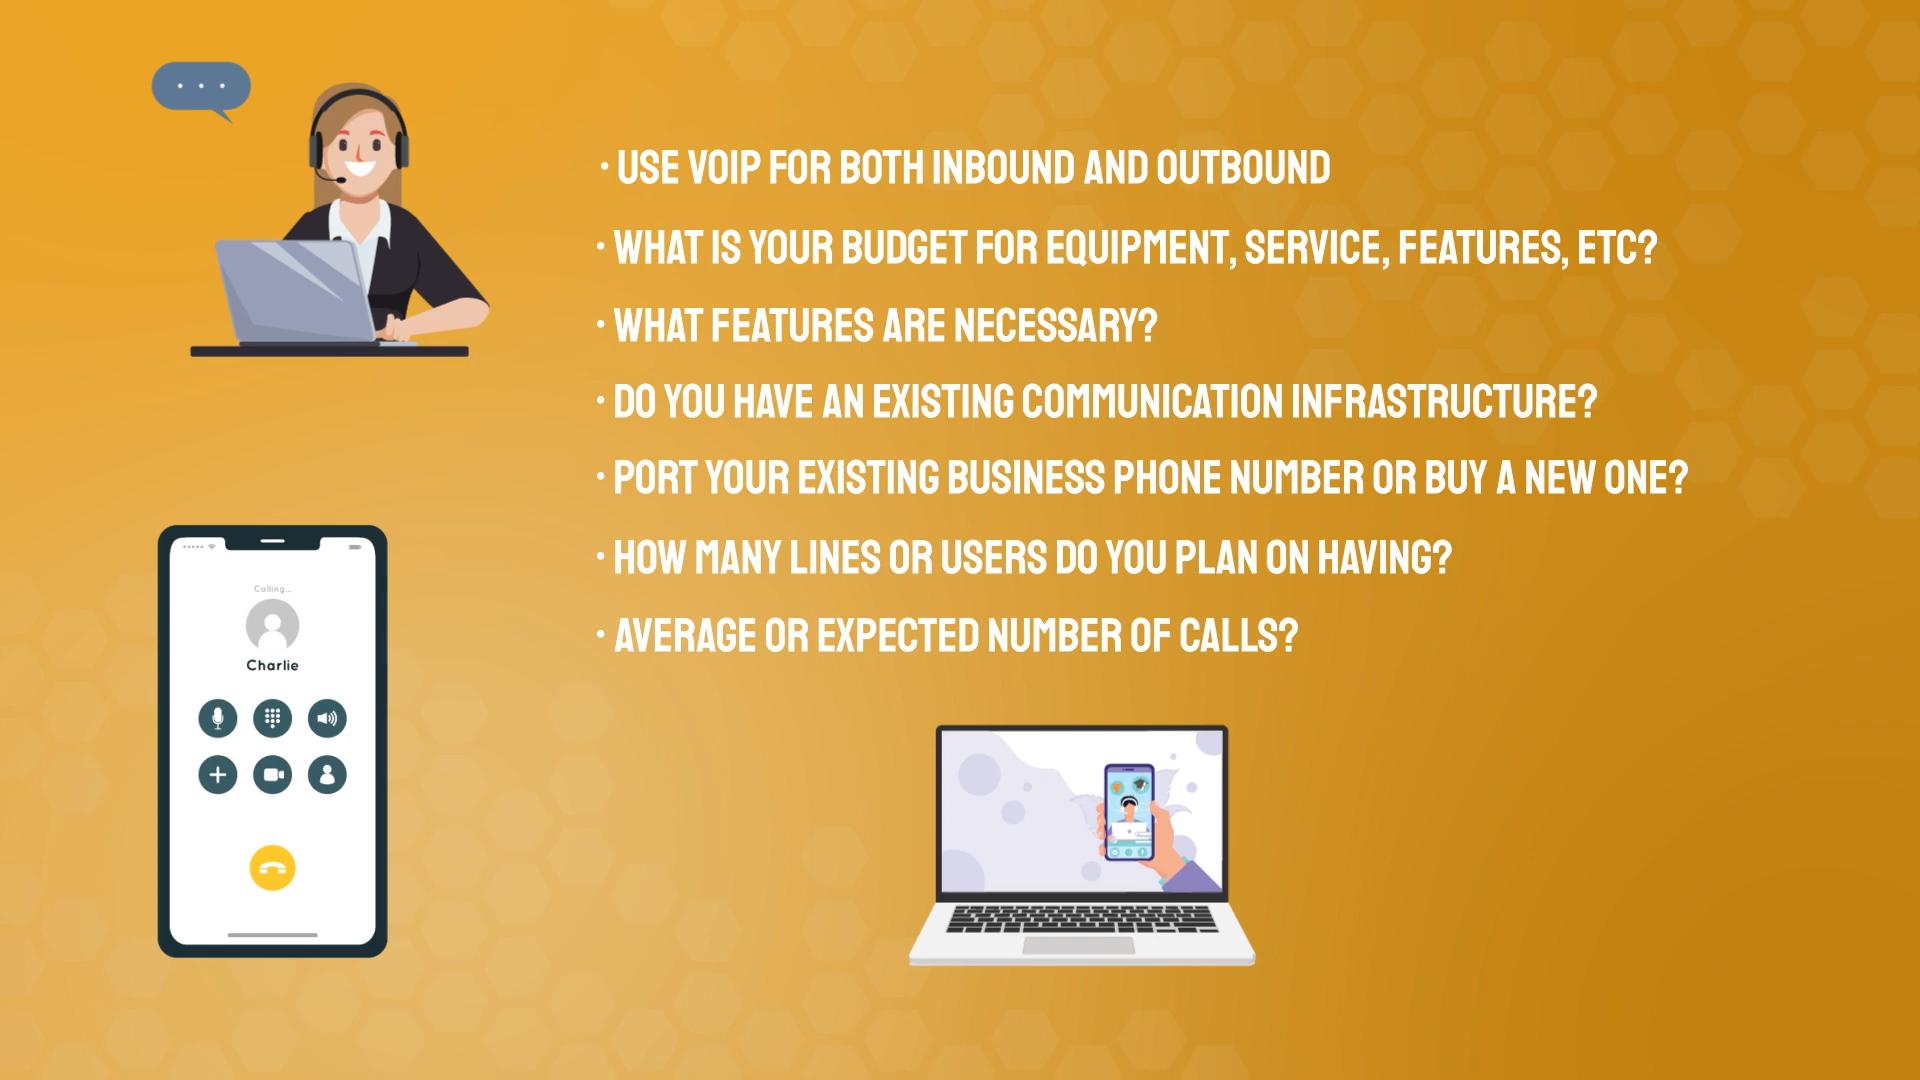 · USE VOIP FOR BOTH INBOUND AND OUTBOUND
· WHAT IS YOUR BUDGET FOR EQUIPMENT, SERVICE, FEATURES, ETC?
· WHAT FEATURES ARE NECESSARY?
· DO YOU HAVE AN EXISTING COMMUNICATION INFRASTRUCTURE?
· PORT YOUR EXISTING BUSINESS PHONE NUMBER OR BUY A NEW ONE?
· HOW MANY LINES OR USERS DO YOU PLAN ON HAVING?
· AVERAGE OR EXPECTED NUMBER OF CALLS?
Calling...
Charlie